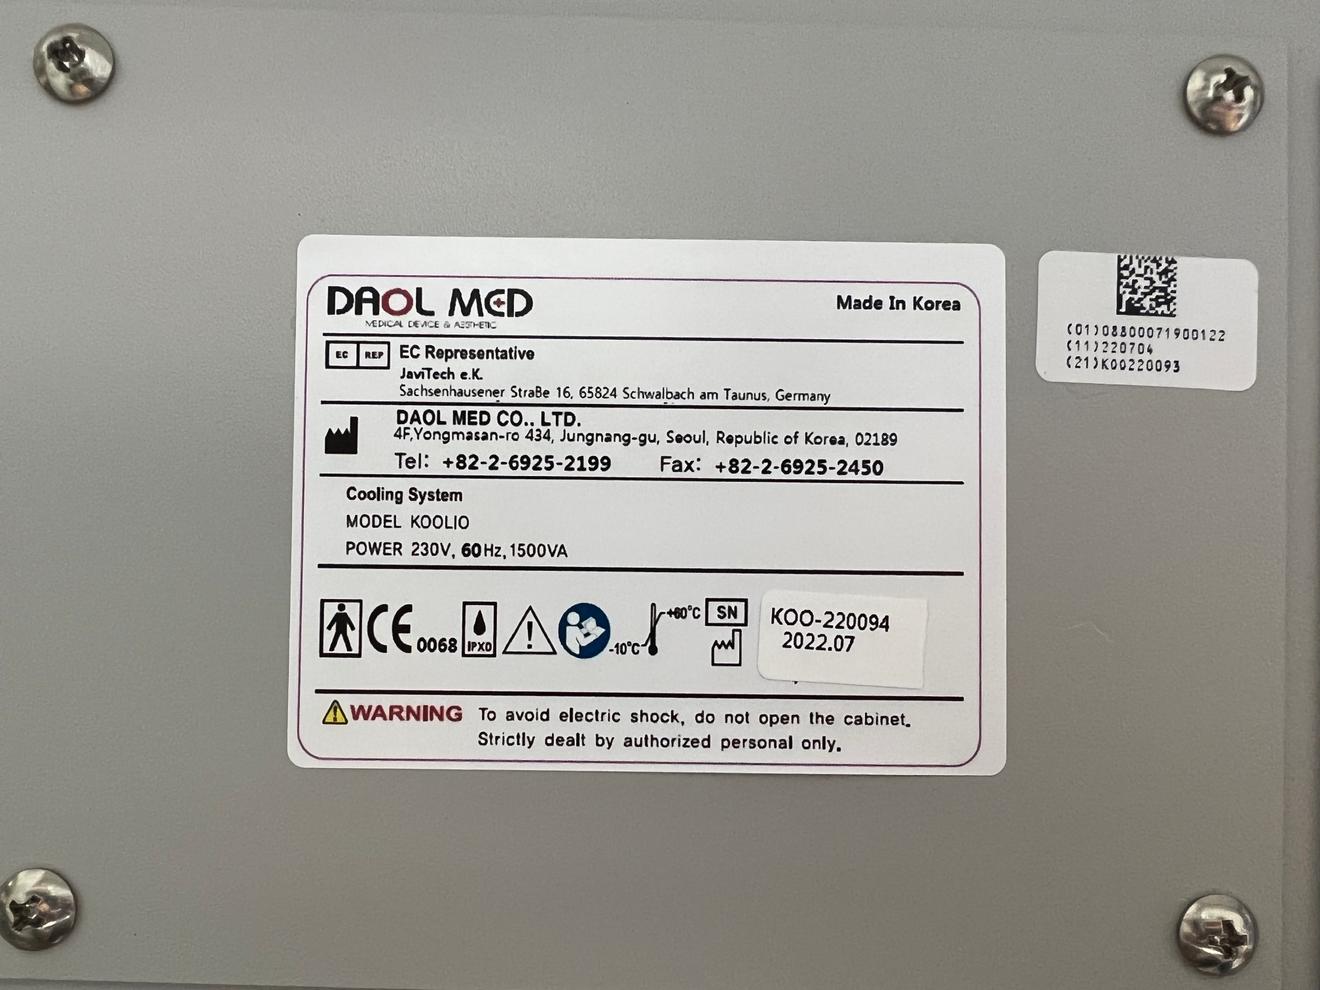 DAOL MED
MEDICAL DEVICE & AESTHETIC
Made In Korea
EC REP
EC Representative
JaviTech e.K.
Sachsenhausener StraBe 16, 65824 Schwalbach am Taunus, Germany
DAOL MED CO., LTD.
4F,Yongmasan-ro 434, Jungnang-gu, Seoul, Republic of Korea, 02189
Tel: +82-2-6925-2199 Fax: +82-2-6925-2450
Cooling System
MODEL KOOLIO
POWER 230V, 60Hz, 1500VA
CE 0068
IPX0
-10°C
+60°C
SN
KOO-220094
2022.07
WARNING To avoid electric shock, do not open the cabinet.
Strictly dealt by authorized personal only.
(01)08800071900122
(11)220704
(21)K00220093